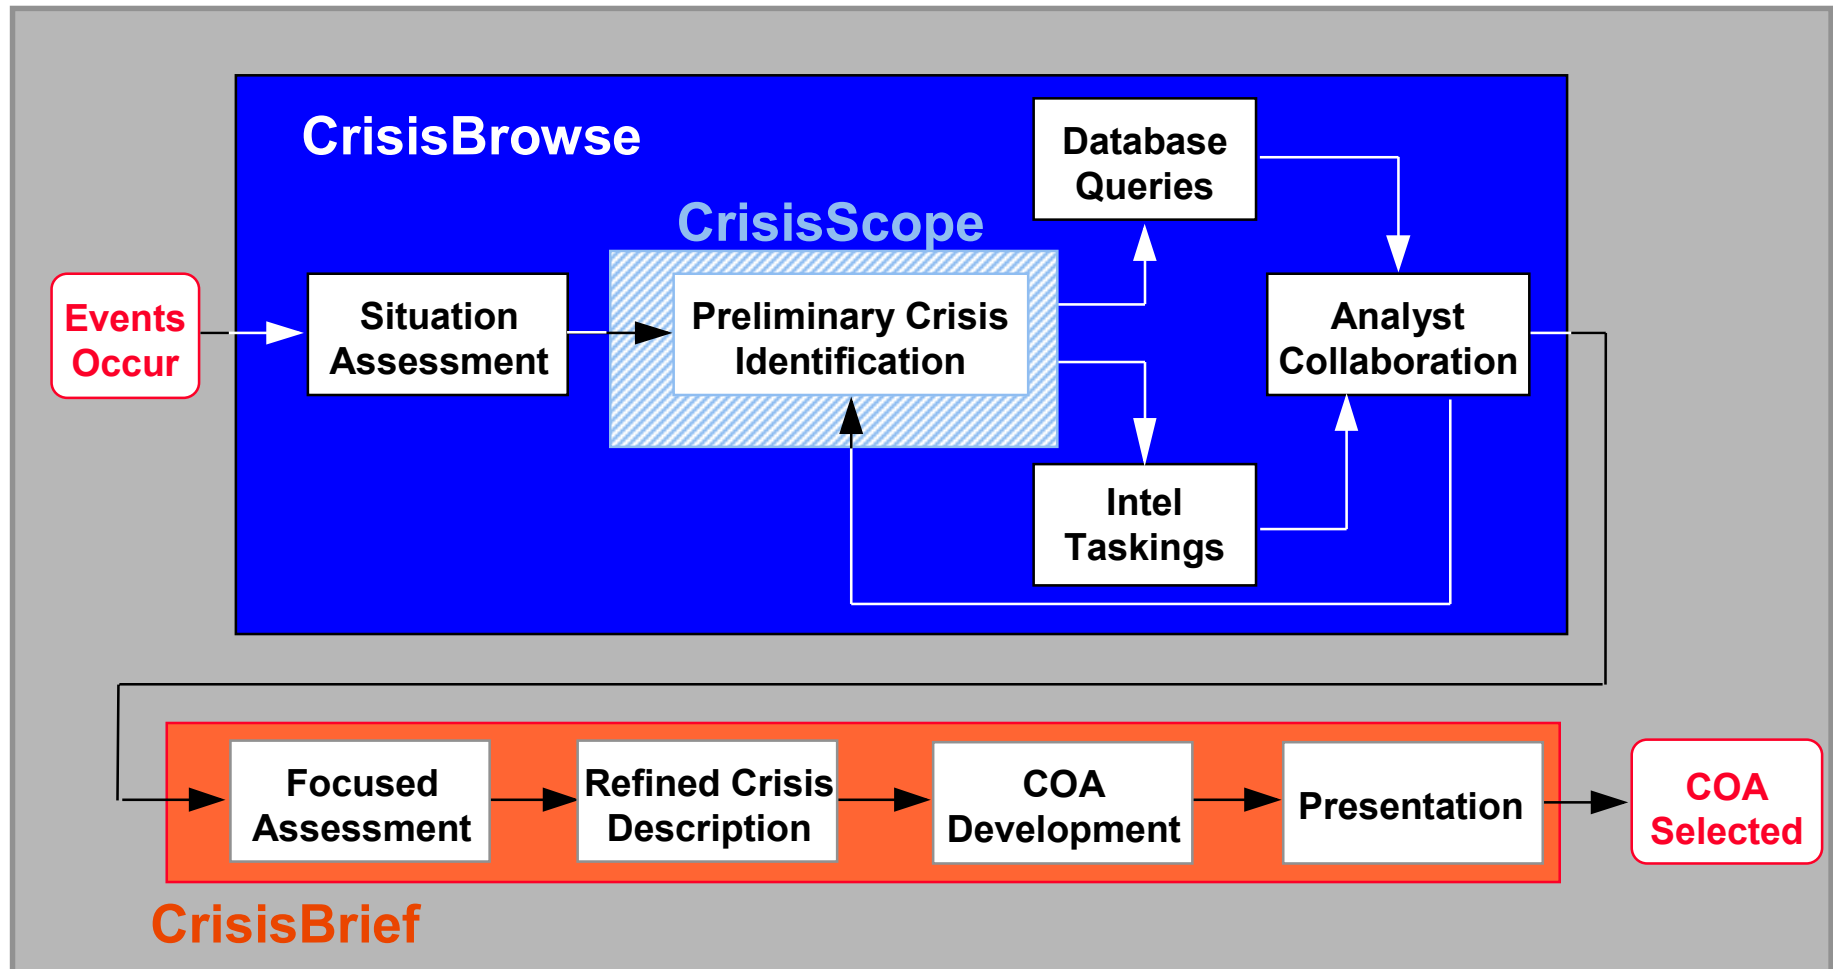 CrisisBrowse
Database
Queries
CrisisScope
Events
Occur
Situation
Assessment
Preliminary Crisis
Identification
Analyst
Collaboration
Intel
Taskings
Focused
Assessment
Refined Crisis
Description
COA
Development
Presentation
COA
Selected
CrisisBrief